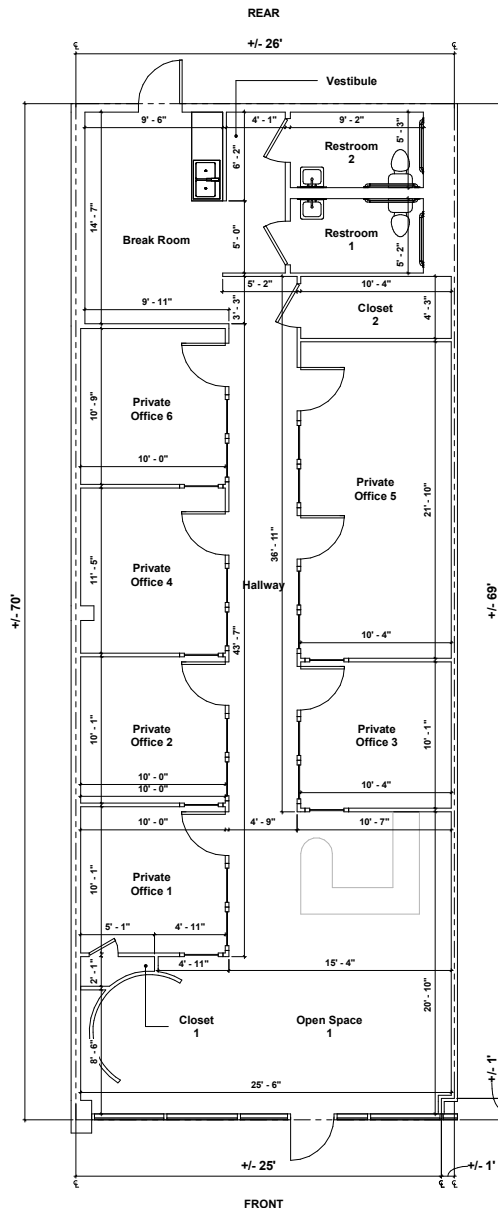 REAR
+/- 26'
Vestibule
9' - 6"
4' - 1"
9' - 2"
5' - 3"
6' - 2"
Restroom
2
14' - 7"
Break Room
5' - 0"
Restroom
1
5' - 2"
5' - 2"
10' - 4"
9' - 11"
3' - 3"
Closet
2
4' - 3"
10' - 9"
Private
Office 6
10' - 0"
Private
Office 5
21' - 10"
36' - 11"
11' - 5"
Private
Office 4
Hallway
+/- 70'
+/- 69'
43' - 7"
10' - 4"
10' - 1"
Private
Office 2
Private
Office 3
10' - 1"
10' - 0"
10' - 0"
10' - 4"
10' - 0"
4' - 9"
10' - 7"
10' - 1"
Private
Office 1
5' - 1"
4' - 11"
2' - 1"
4' - 11"
15' - 4"
20' - 10"
Closet
1
Open Space
1
8' - 6"
25' - 6"
+/- 1'
+/- 25'
+/- 1'
FRONT